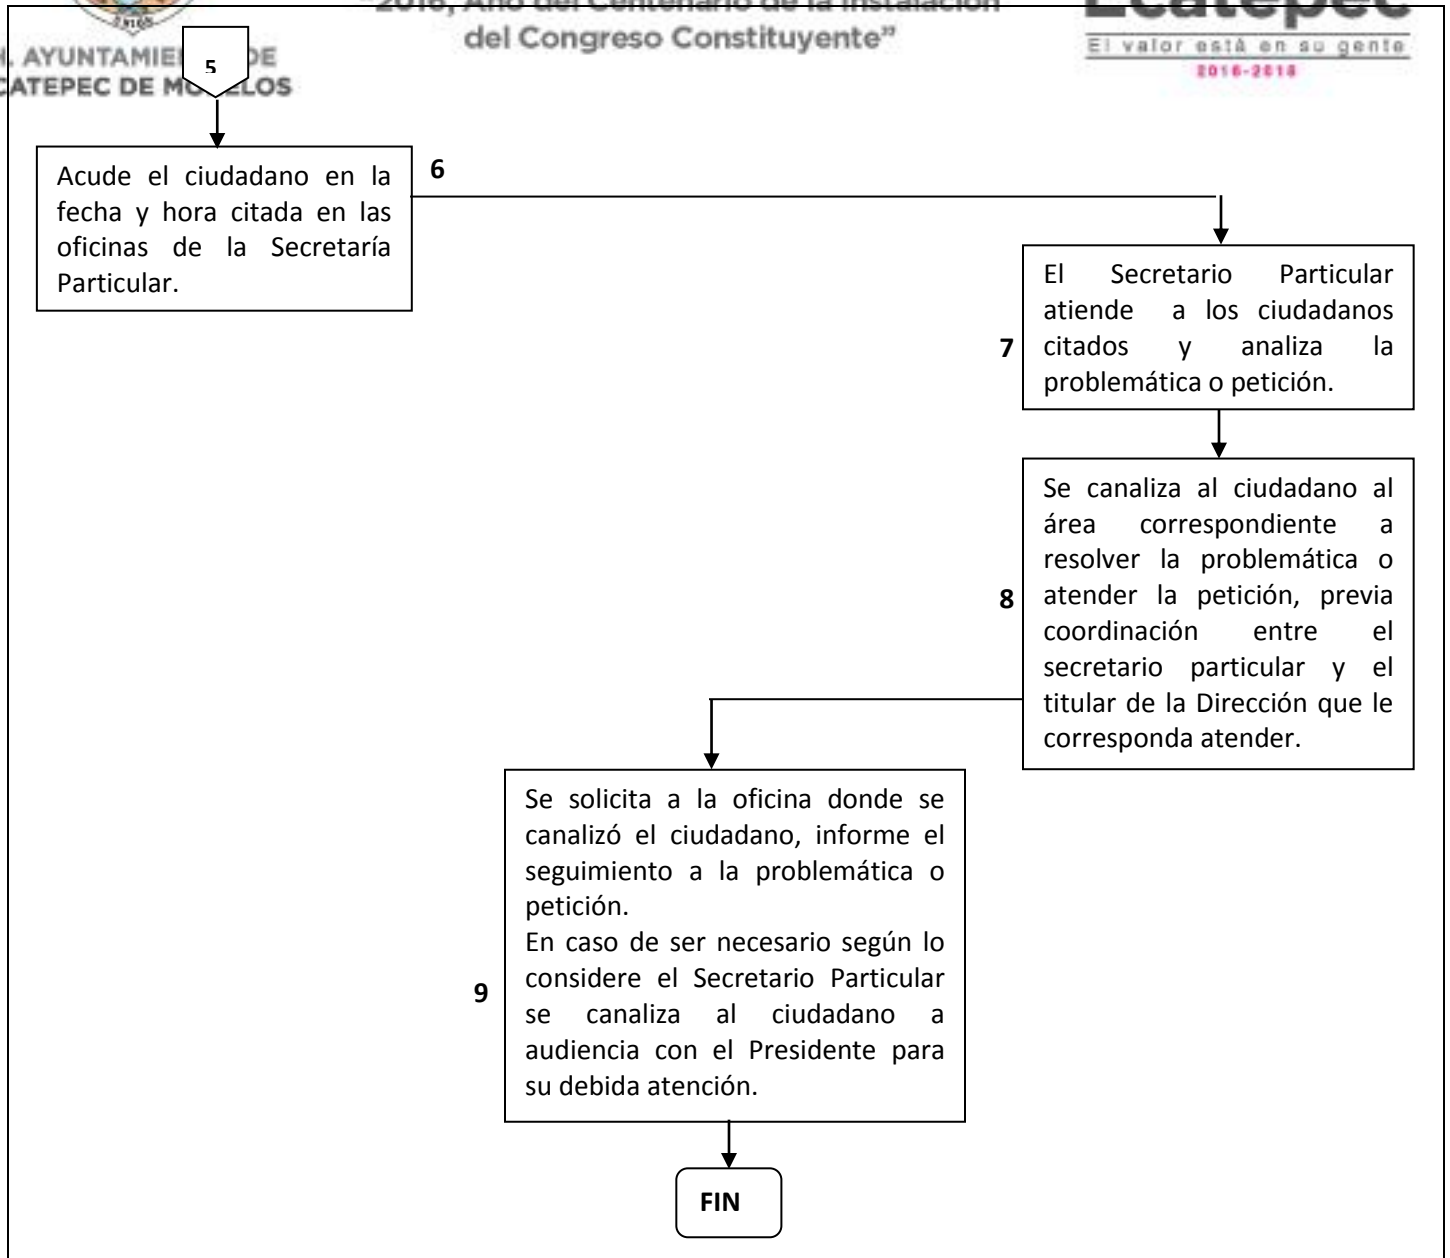 "2016, Año del Centenario de la Instalación
del Congreso Constituyente"
Ecatepec
El valor está en su gente
2016-2018
AYUNTAMIE DE
CATEPEC DE MO ELOS
5
Acude el ciudadano en la
fecha y hora citada en las
oficinas de la Secretaría
Particular.
6
El Secretario Particular
atiende a los ciudadanos
citados y analiza la
problemática o petición.
7
Se canaliza al ciudadano al
área correspondiente a
resolver la problemática o
atender la petición, previa
coordinación entre el
secretario particular y el
titular de la Dirección que le
corresponda atender.
8
Se solicita a la oficina donde se
canalizó el ciudadano, informe el
seguimiento a la problemática o
petición.
En caso de ser necesario según lo
considere el Secretario Particular
se canaliza al ciudadano a
audiencia con el Presidente para
su debida atención.
9
FIN